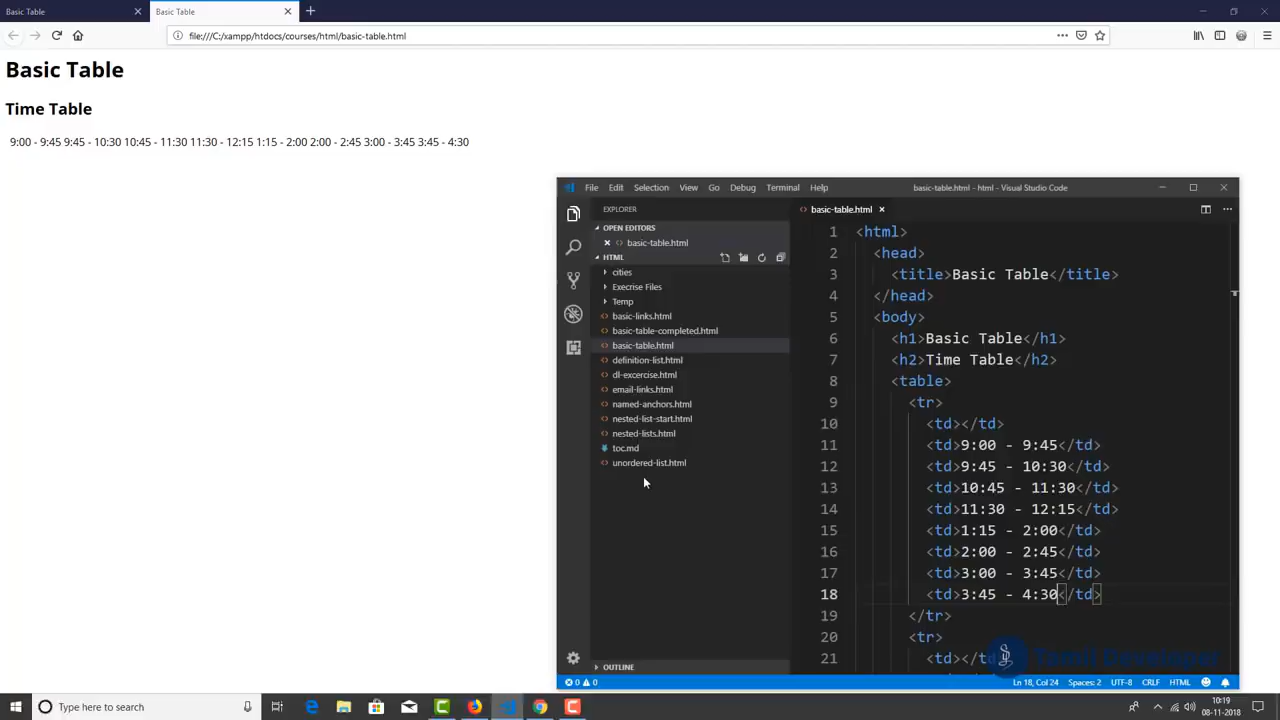 Basic Table
Basic Table
file:///C:/xampp/htdocs/courses/html/basic-table.html
Basic Table
Time Table
9:00 - 9:45 9:45 - 10:30 10:45 - 11:30 11:30 - 12:15 1:15 - 2:00 2:00 - 2:45 3:00 - 3:45 3:45 - 4:30
File Edit Selection View Go Debug Terminal Help
basic-table.html - html - Visual Studio Code
EXPLORER
OPEN EDITORS
basic-table.html
HTML
cities
Execrise Files
Temp
basic-links.html
basic-table-completed.html
basic-table.html
definition-list.html
dl-excercise.html
email-links.html
named-anchors.html
nested-list-start.html
nested-lists.html
toc.md
unordered-list.html
OUTLINE
basic-table.html
1 <html>
2 <head>
3 <title>Basic Table</title>
4 </head>
5 <body>
6 <h1>Basic Table</h1>
7 <h2>Time Table</h2>
8 <table>
9 <tr>
10 <td></td>
11 <td>9:00 - 9:45</td>
12 <td>9:45 - 10:30</td>
13 <td>10:45 - 11:30</td>
14 <td>11:30 - 12:15</td>
15 <td>1:15 - 2:00</td>
16 <td>2:00 - 2:45</td>
17 <td>3:00 - 3:45</td>
18 <td>3:45 - 4:30</td>
19 </tr>
20 <tr>
21 <td></td>
Tamil Developer
0 0
Ln 18, Col 24 Spaces: 2 UTF-8 CRLF HTML
Type here to search
10:19
08-11-2018